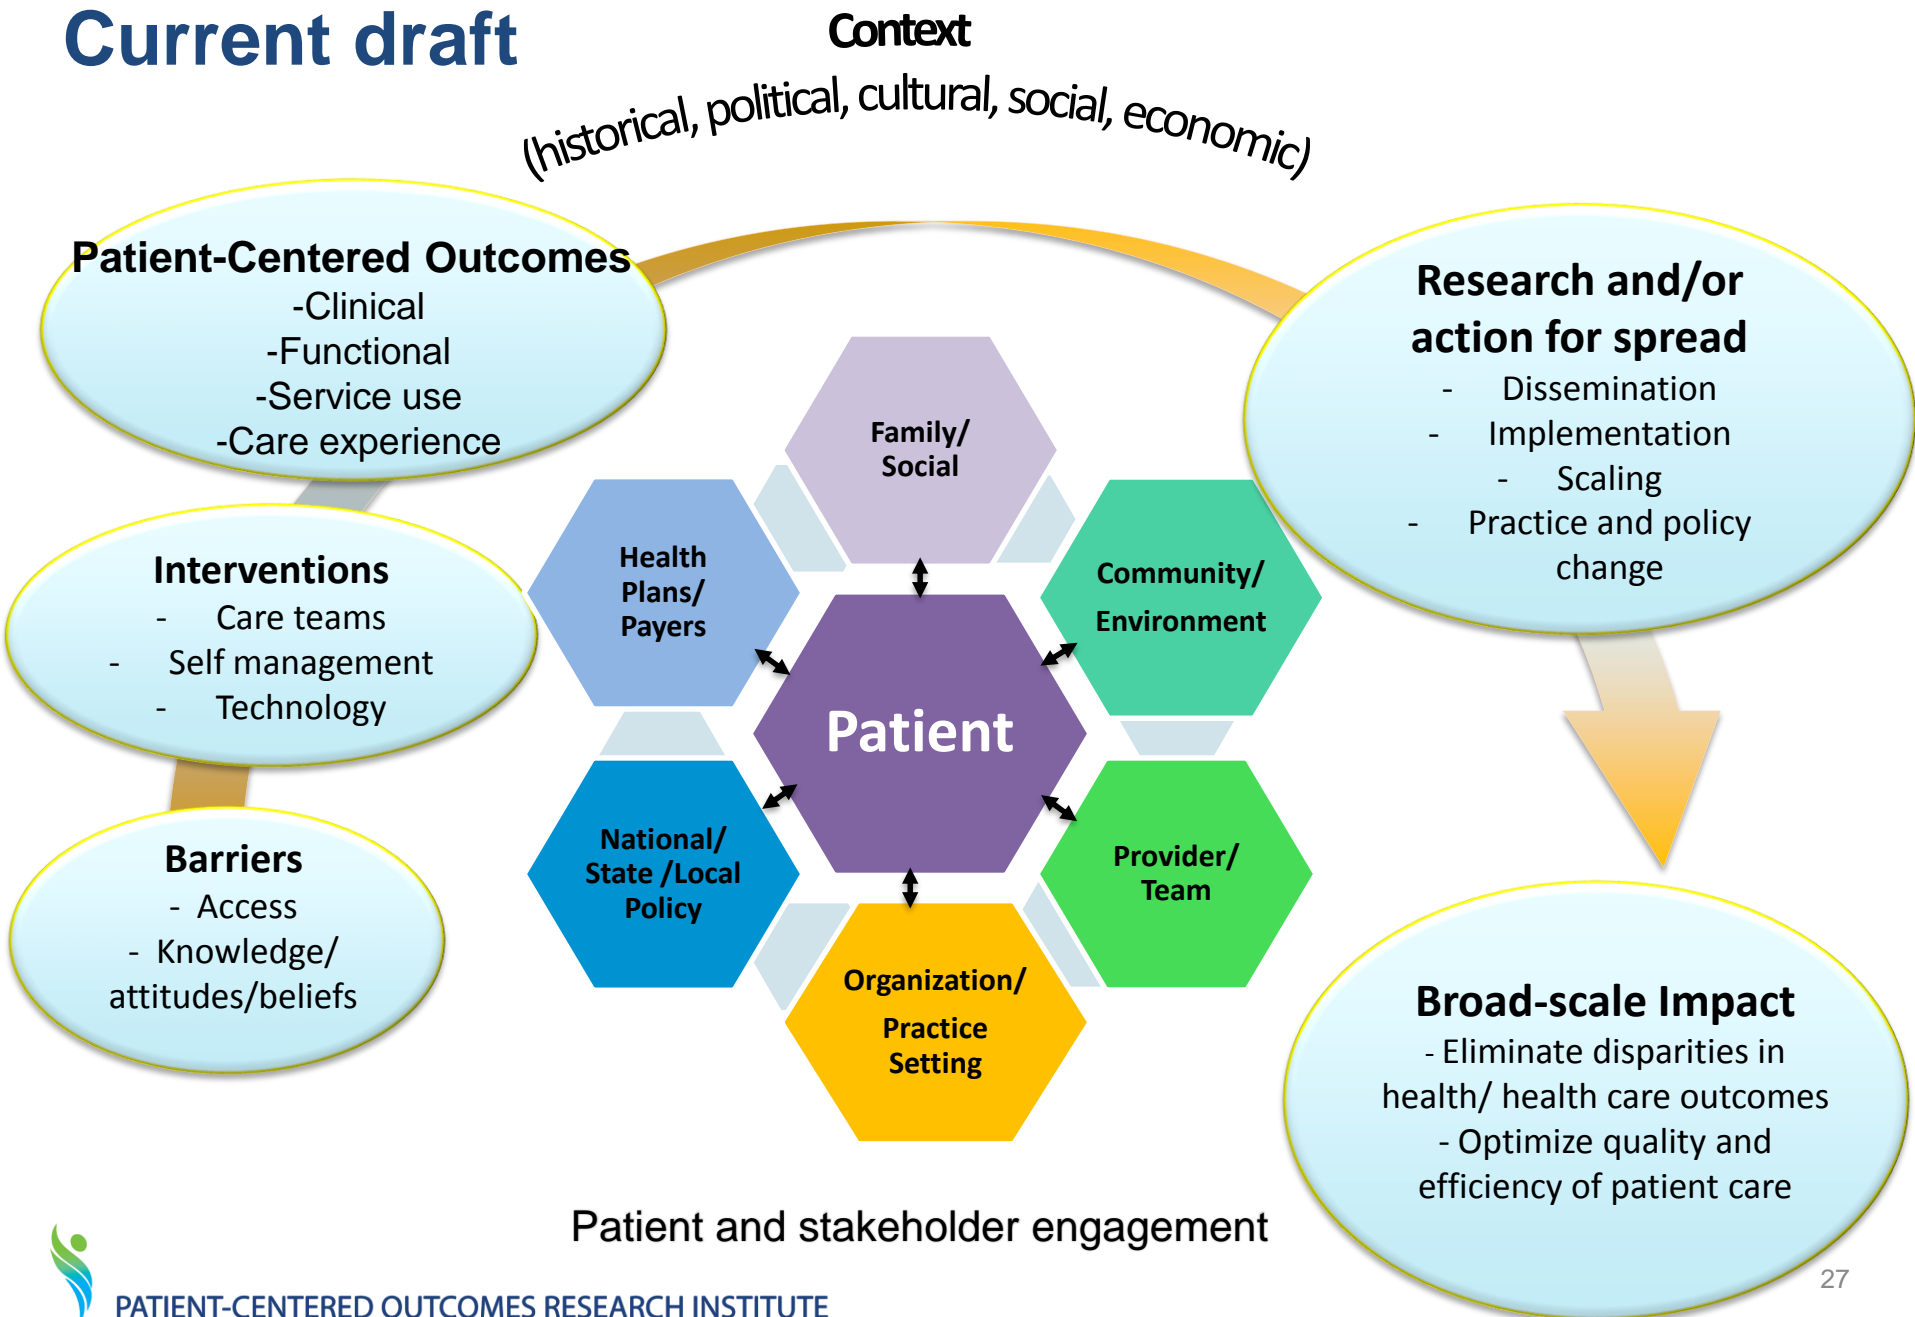 Current draft
Context
(historical, political, cultural, social, economic)
Patient-Centered Outcomes
-Clinical
-Functional
-Service use
-Care experience
Interventions
- Care teams
- Self management
- Technology
Barriers
- Access
- Knowledge/
attitudes/beliefs
Family/
Social
Health
Plans/
Payers
Community/
Environment
Patient
National/
State /Local
Policy
Provider/
Team
Organization/
Practice
Setting
Research and/or
action for spread
- Dissemination
- Implementation
- Scaling
- Practice and policy
change
Broad-scale Impact
- Eliminate disparities in
health/ health care outcomes
- Optimize quality and
efficiency of patient care
Patient and stakeholder engagement
PATIENT-CENTERED OUTCOMES RESEARCH INSTITUTE
27